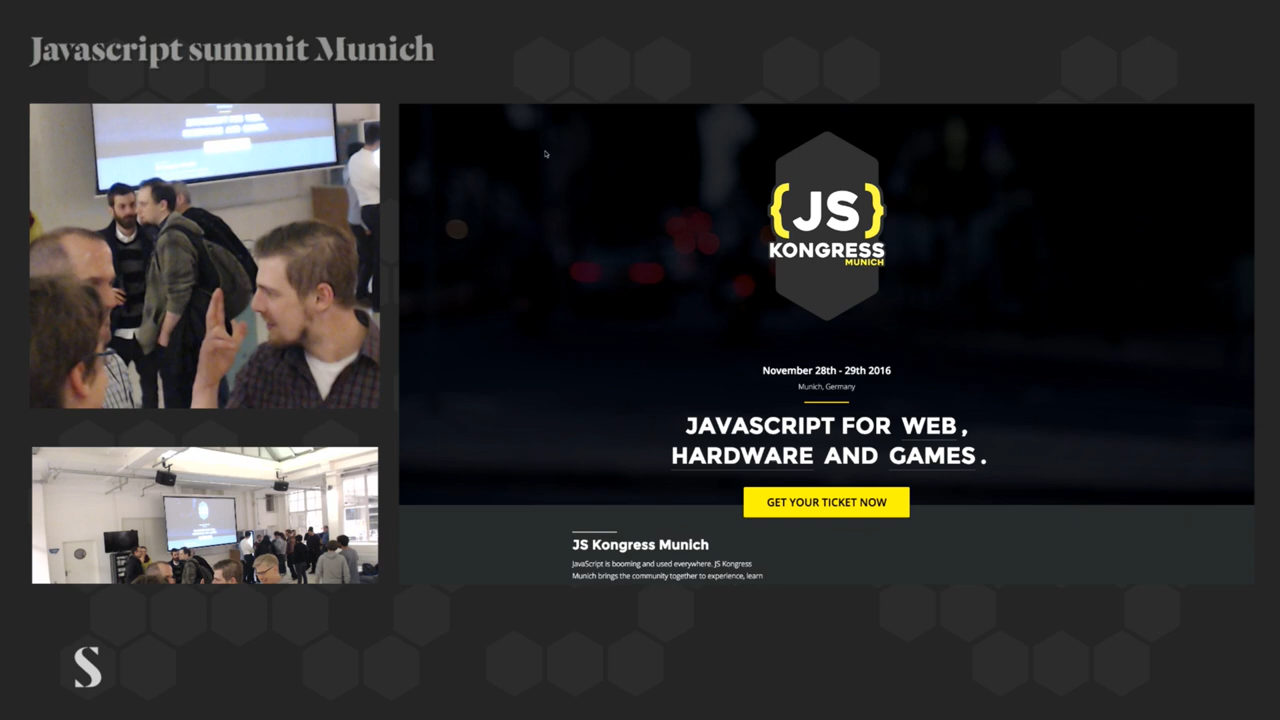 Javascript summit Munich
{JS}
KONGRESS
MUNICH
November 28th - 29th 2016
Munich, Germany
JAVASCRIPT FOR WEB,
HARDWARE AND GAMES.
GET YOUR TICKET NOW
JS Kongress Munich
JavaScript is booming and used everywhere. JS Kongress
Munich brings the community together to experience, learn
S